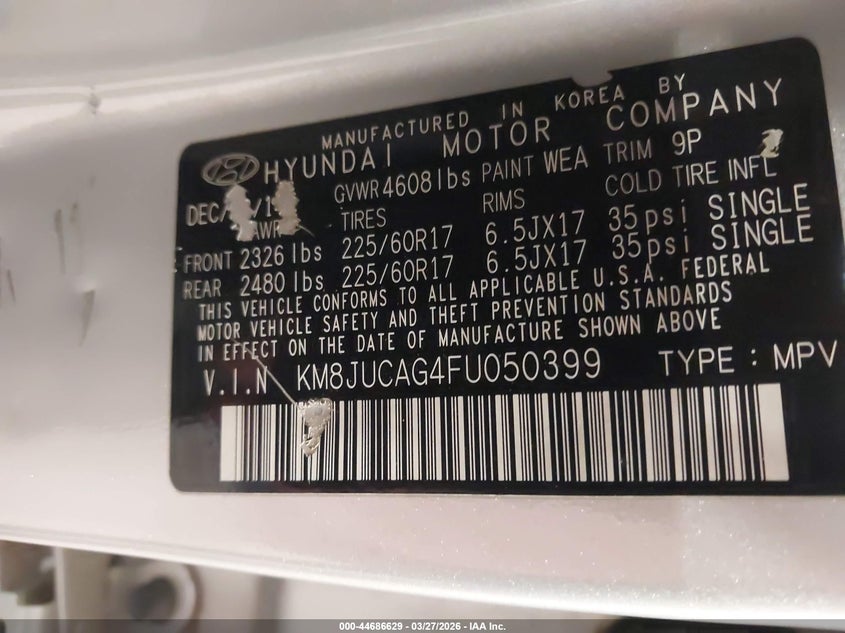 MANUFACTURED IN KOREA BY
HYUNDAI MOTOR COMPANY
DEC/ GVWR 4608lbs PAINT WEA TRIM 9P
TIRES RIMS COLD TIRE INFL
FRONT 2326 lbs 225/60R17 6.5JX17 35psi SINGLE
REAR 2480 lbs 225/60R17 6.5JX17 35psi SINGLE
THIS VEHICLE CONFORMS TO ALL APPLICABLE U.S.A. FEDERAL
MOTOR VEHICLE SAFETY AND THEFT PREVENTION STANDARDS
IN EFFECT ON THE DATE OF MANUFACTURE SHOWN ABOVE
V.I.N KM8JUCAG4FU050399 TYPE : MPV
000-44686629 - 03/27/2026 - IAA Inc.